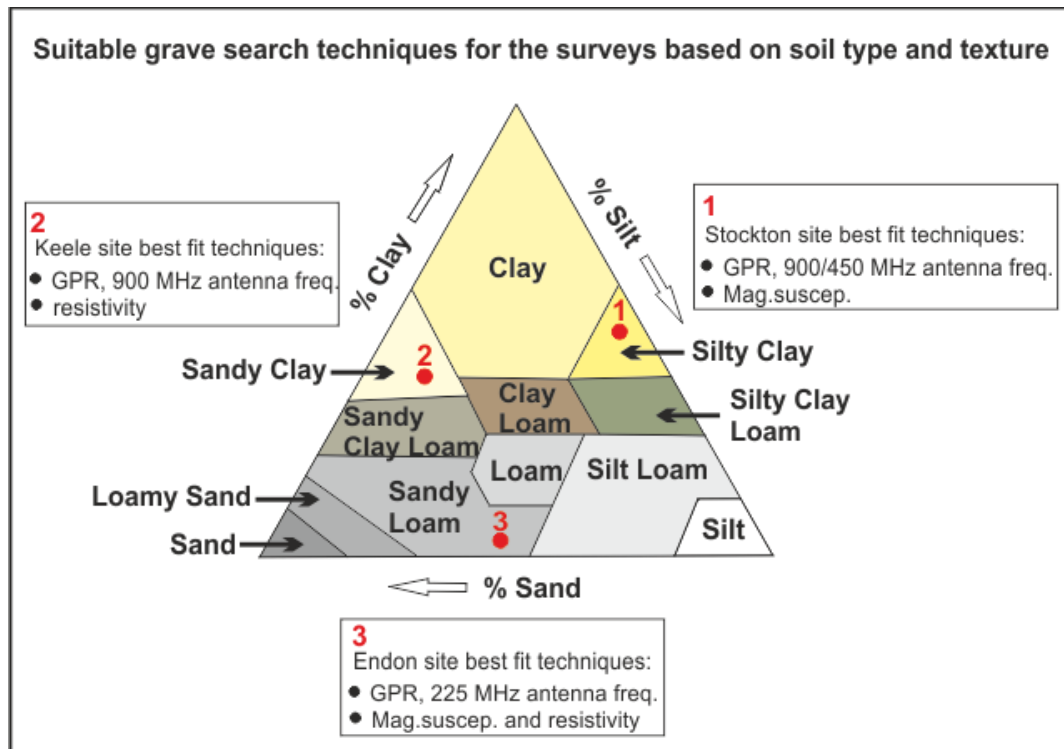 Suitable grave search techniques for the surveys based on soil type and texture
2
Keele site best fit techniques:
● GPR, 900 MHz antenna freq.
● resistivity
% Clay
% Silt
1
Stockton site best fit techniques:
● GPR, 900/450 MHz antenna freq.
● Mag.suscep.
Clay
1
Silty Clay
Sandy Clay
2
Clay
Loam
Silty Clay
Loam
Sandy
Clay Loam
Loam
Silt Loam
Loamy Sand
Sandy
Loam
3
Sand
Silt
% Sand
3
Endon site best fit techniques:
● GPR, 225 MHz antenna freq.
● Mag.suscep. and resistivity